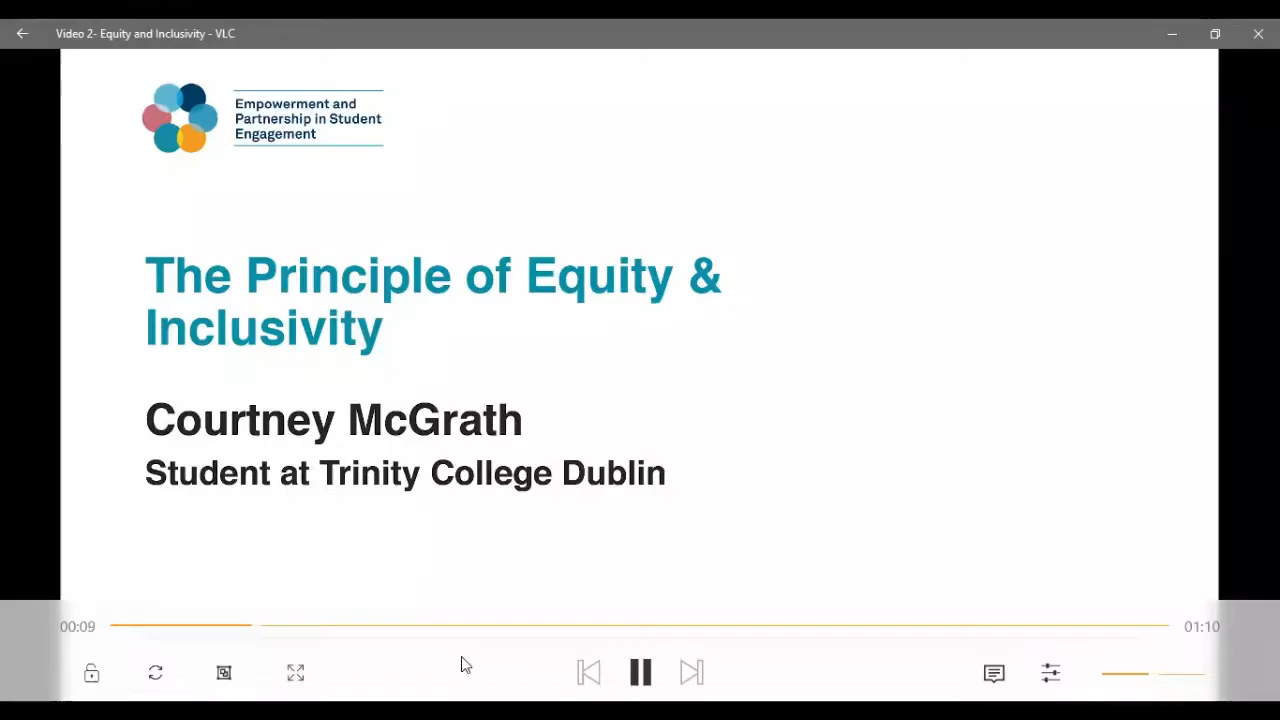 Video 2- Equity and Inclusivity - VLC
Empowerment and
Partnership in Student
Engagement
The Principle of Equity &
Inclusivity
Courtney McGrath
Student at Trinity College Dublin
00:09
01:10